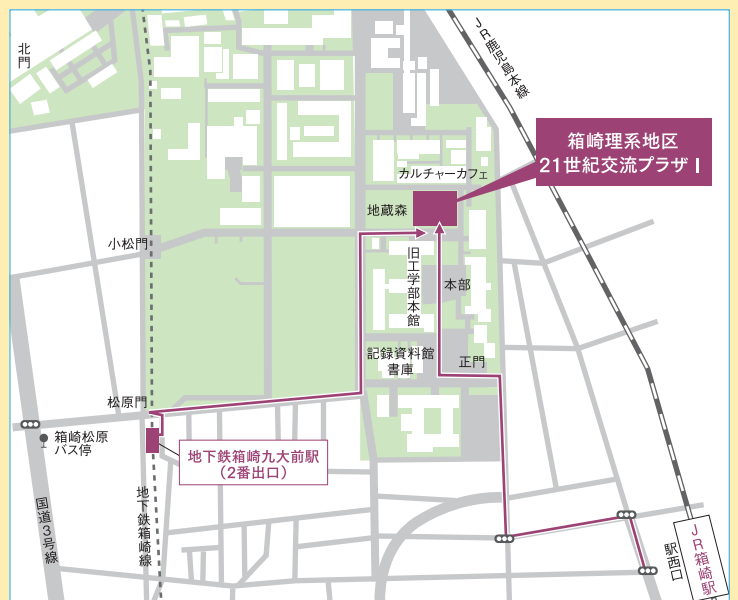 北門
JR鹿児島本線
箱崎理系地区
21世紀交流プラザⅠ
カルチャーカフェ
地蔵森
小松門
旧工学部本館
本部
記録資料館
書庫
正門
松原門
箱崎松原
バス停
地下鉄箱崎九大前駅
（2番出口）
国道3号線
地下鉄箱崎線
駅西口
JR箱崎駅